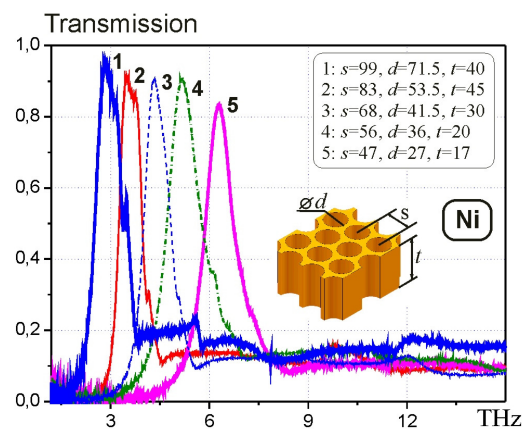 Transmission
1,0
0,8
0,6
0,4
0,2
0,0
1
2
3
4
5
1: s=99, d=71.5, t=40
2: s=83, d=53.5, t=45
3: s=68, d=41.5, t=30
4: s=56, d=36, t=20
5: s=47, d=27, t=17
⌀d
s
t
Ni
3 6 9 12 THz